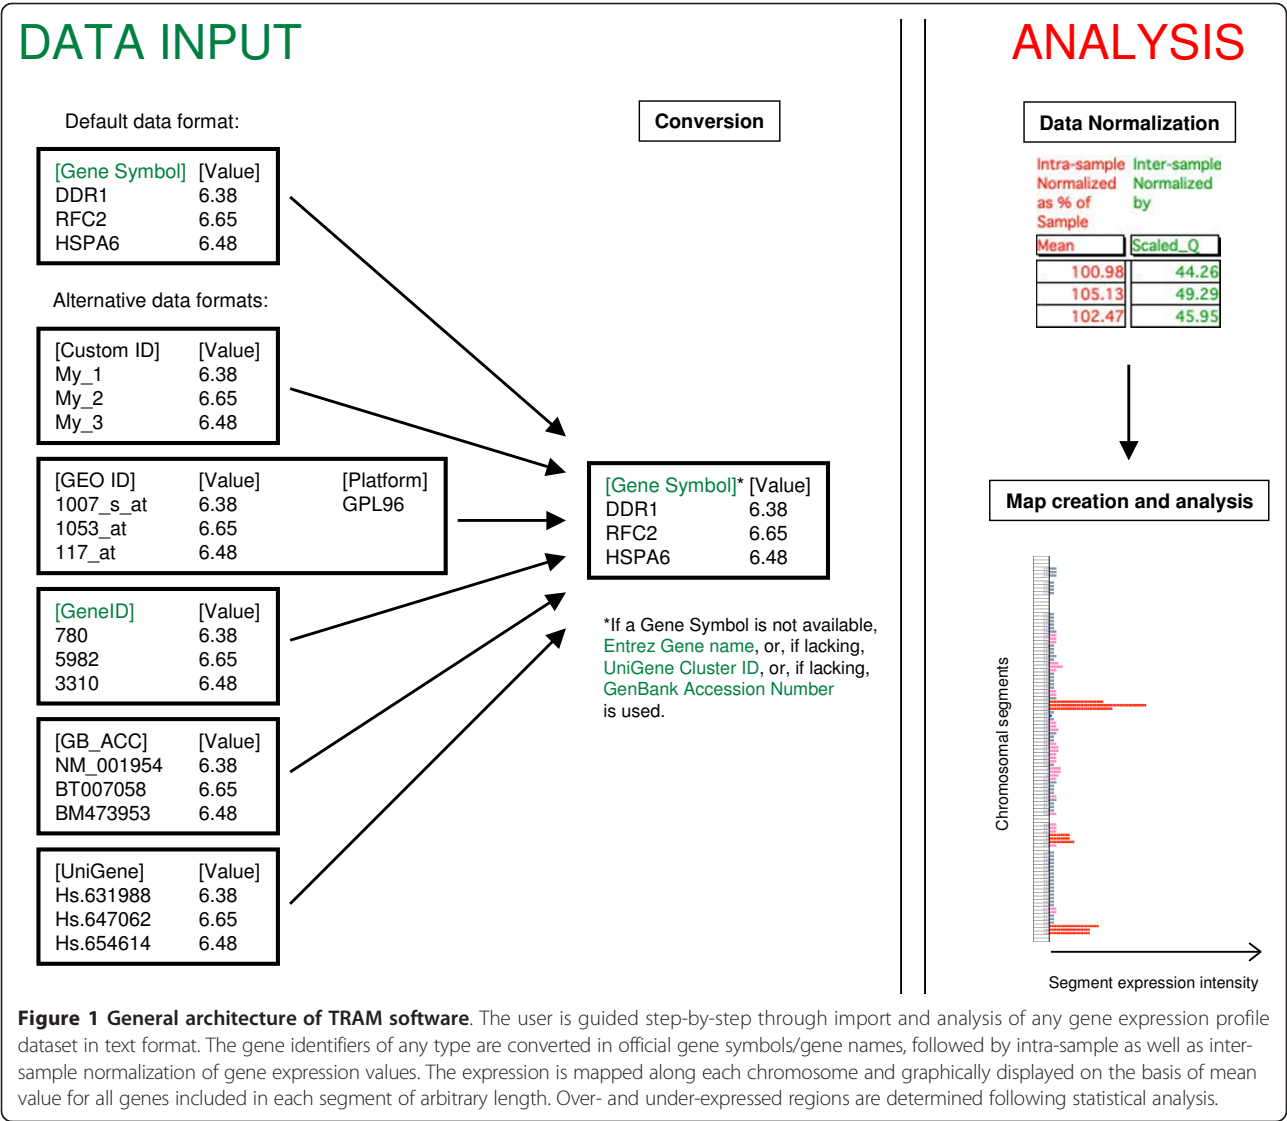 DATA INPUT
Default data format:
[Gene Symbol] [Value]
DDR1 6.38
RFC2 6.65
HSPA6 6.48
Alternative data formats:
[Custom ID] [Value]
My_1 6.38
My_2 6.65
My_3 6.48
[GEO ID] [Value] [Platform]
1007_s_at 6.38 GPL96
1053_at 6.65
117_at 6.48
[GeneID] [Value]
780 6.38
5982 6.65
3310 6.48
[GB_ACC] [Value]
NM_001954 6.38
BT007058 6.65
BM473953 6.48
[UniGene] [Value]
Hs.631988 6.38
Hs.647062 6.65
Hs.654614 6.48
Conversion
[Gene Symbol]* [Value]
DDR1 6.38
RFC2 6.65
HSPA6 6.48
*If a Gene Symbol is not available,
Entrez Gene name, or, if lacking,
UniGene Cluster ID, or, if lacking,
GenBank Accession Number
is used.
ANALYSIS
Data Normalization
Intra-sample Inter-sample
Normalized Normalized
as % of by
Sample
Mean Scaled_Q
100.98 44.26
105.13 49.29
102.47 45.95
Map creation and analysis
Chromosomal segments
Segment expression intensity
Figure 1 General architecture of TRAM software. The user is guided step-by-step through import and analysis of any gene expression profile
dataset in text format. The gene identifiers of any type are converted in official gene symbols/gene names, followed by intra-sample as well as inter-
sample normalization of gene expression values. The expression is mapped along each chromosome and graphically displayed on the basis of mean
value for all genes included in each segment of arbitrary length. Over- and under-expressed regions are determined following statistical analysis.